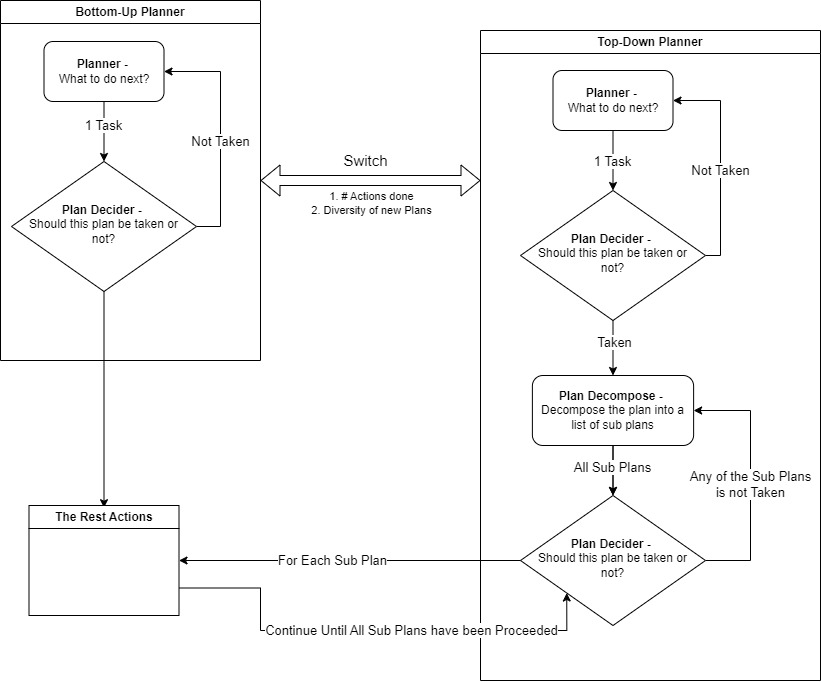 Bottom-Up Planner
Planner -
What to do next?
1 Task
Not Taken
Plan Decider -
Should this plan be taken or
not?
Switch
1. # Actions done
2. Diversity of new Plans
Top-Down Planner
Planner -
What to do next?
1 Task
Not Taken
Plan Decider -
Should this plan be taken or
not?
Taken
Plan Decompose -
Decompose the plan into a
list of sub plans
All Sub Plans
Any of the Sub Plans
is not Taken
Plan Decider -
Should this plan be taken or
not?
The Rest Actions
For Each Sub Plan
Continue Until All Sub Plans have been Proceeded